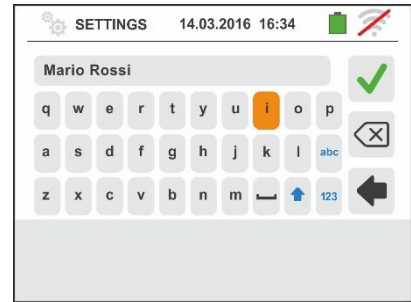 SETTINGS 14.03.2016 16:34
Mario Rossi
q w e r t y u i o p
a s d f g h j k l abc
z x c v b n m 123